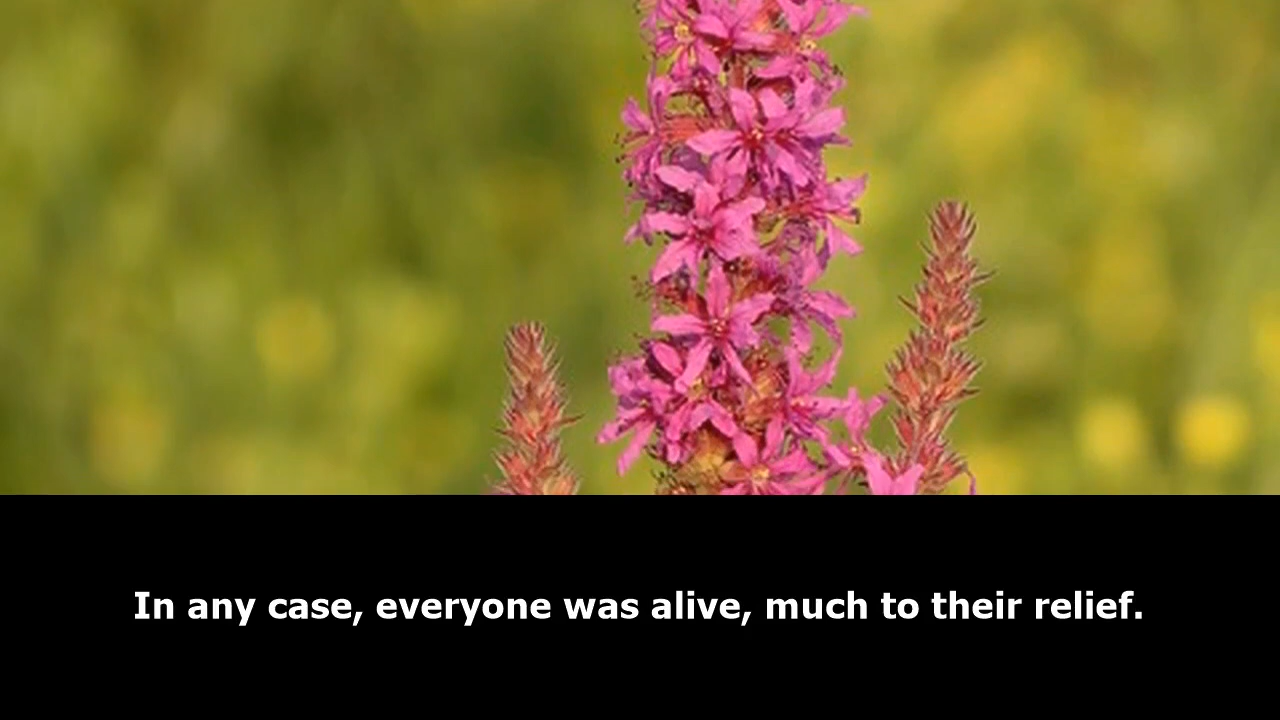 In any case, everyone was alive, much to their relief.